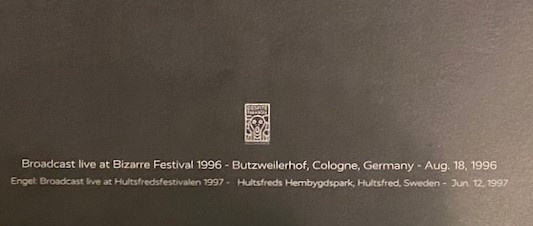 Broadcast live at Bizarre Festival 1996 - Butzweilerhof, Cologne, Germany - Aug. 18, 1996
Engel: Broadcast live at Hultsfredsfestivalen 1997 - Hultsfreds Hembygdspark, Hultsfred, Sweden - Jun. 12, 1997